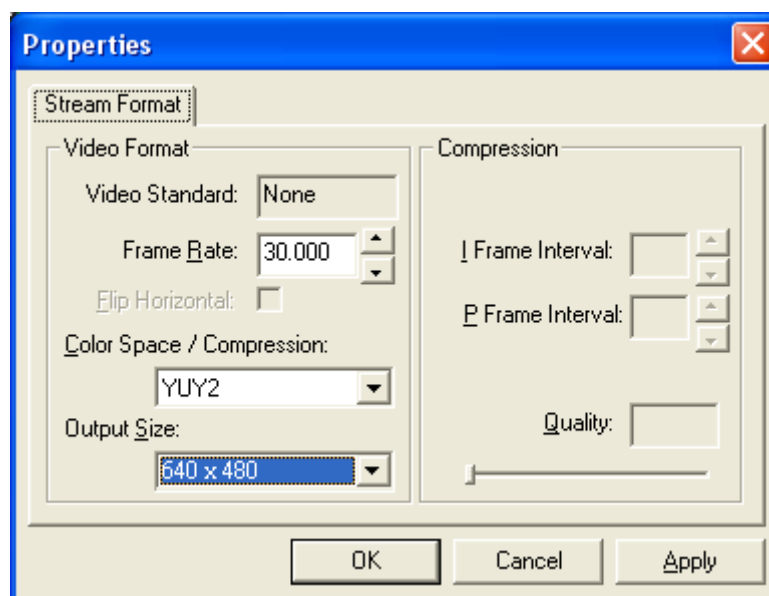 Properties
Stream Format
Video Format
Video Standard: None
Frame Rate: 30.000
Flip Horizontal:
Color Space / Compression:
YUY2
Output Size:
640 x 480
Compression
I Frame Interval:
P Frame Interval:
Quality:
OK
Cancel
Apply